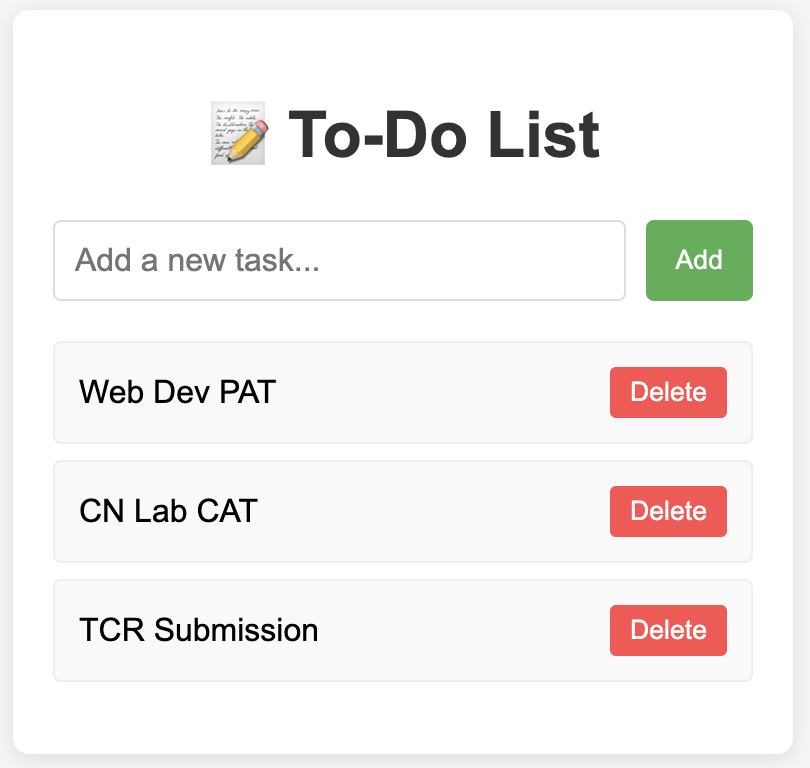 📝 To-Do List
Add a new task...
Add
Web Dev PAT
Delete
CN Lab CAT
Delete
TCR Submission
Delete